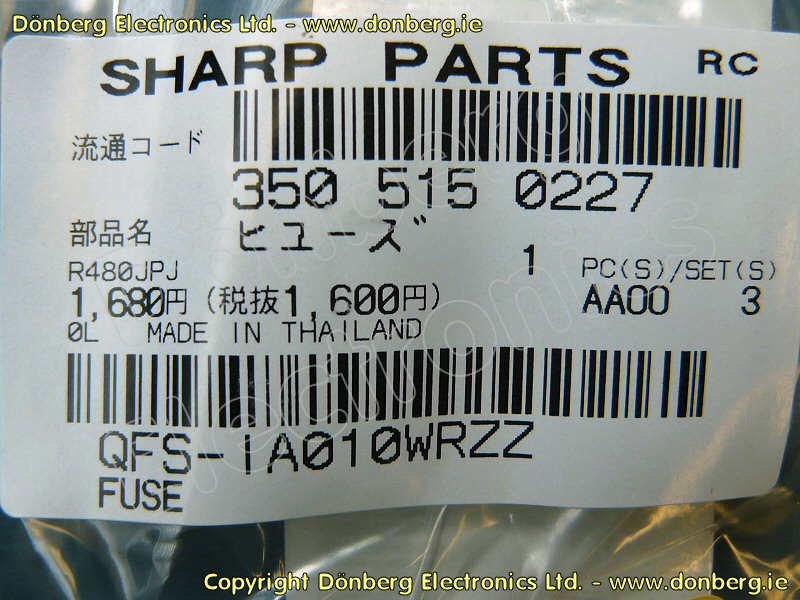 Dönberg Electronics Ltd. - www.donberg.ie
SHARP PARTS RC
流通コード
350 515 0227
部品名 ヒューズ
R480JPJ 1 PC(S)/SET(S)
1,680円 (税抜1,600円) AA00 3
0L MADE IN THAILAND
QFS-1A010WRZZ
FUSE
dönberg
electronics
Copyright Dönberg Electronics Ltd. - www.donberg.ie